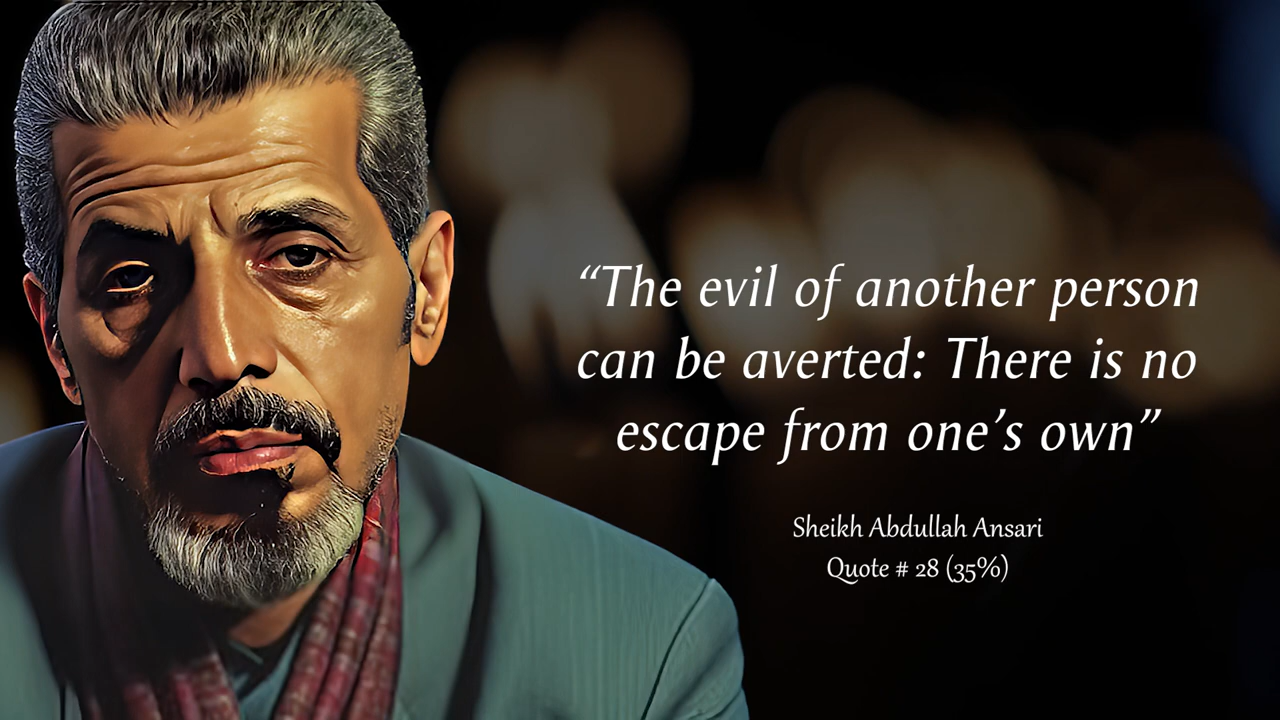 “The evil of another person
can be averted: There is no
escape from one’s own”
Sheikh Abdullah Ansari
Quote # 28 (35%)